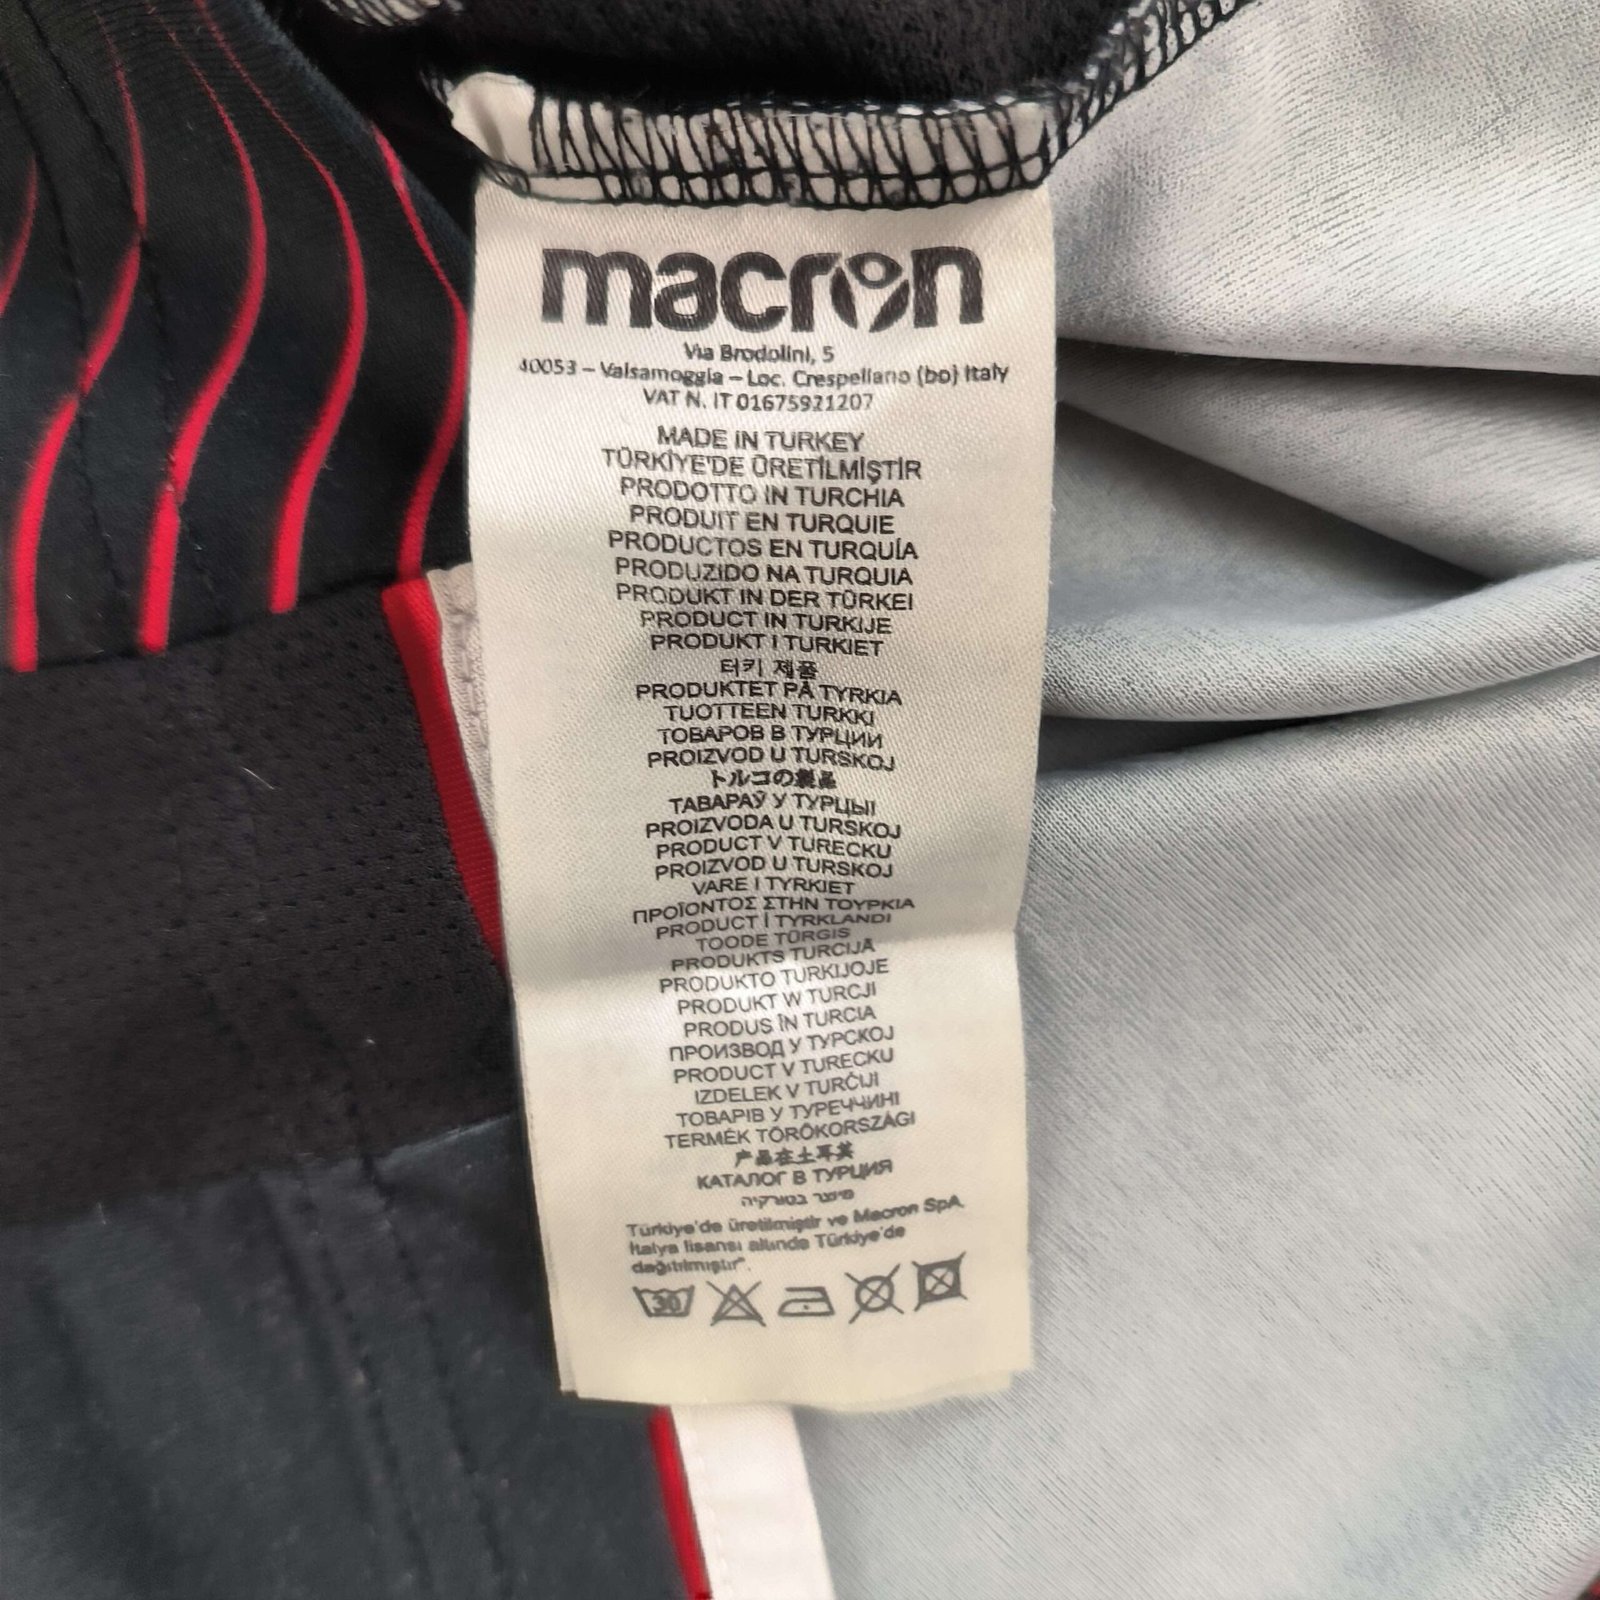 macron
Via Brodolini, 5
40053 – Valsamoggia – Loc. Crespellano (bo) Italy
VAT N. IT 01675921207
MADE IN TURKEY
TÜRKİYE'DE ÜRETİLMİŞTİR
PRODOTTO IN TURCHIA
PRODUIT EN TURQUIE
PRODUCTOS EN TURQUÍA
PRODUZIDO NA TURQUIA
PRODUKT IN DER TÜRKEI
PRODUCT IN TURKIJE
PRODUKT I TURKIET
터키 제품
PRODUKTET PÅ TYRKIA
TUOTTEEN TURKKI
ТОВАРОВ В ТУРЦИИ
PROIZVOD U TURSKOJ
トルコの製品
ТАВАРАЎ У ТУРЦЫІ
PROIZVODA U TURSKOJ
PRODUCT V TURECKU
PROIZVOD U TURSKOJ
VARE I TYRKIET
ΠΡΟΪΟΝΤΟΣ ΣΤΗΝ ΤΟΥΡΚΙΑ
PRODUCT Í TYRKLANDI
TOODE TÜRGIS
PRODUKTS TURCIJĀ
PRODUKTO TURKIJOJE
PRODUKT W TURCJI
PRODUS ÎN TURCIA
ПРОИЗВОД У ТУРСКОЈ
PRODUCT V TURECKU
IZDELEK V TURČIJI
ТОВАРІВ У ТУРЕЧЧИНІ
TERMÉK TÖRÖKORSZÁGI
产品在土耳其
КАТАЛОГ В ТУРЦИЯ
מיוצר בטורקיה
Türkiye'de üretilmiştir ve Macron SpA.
İtalya lisansı altında Türkiye'de
dağıtılmıştır".
30